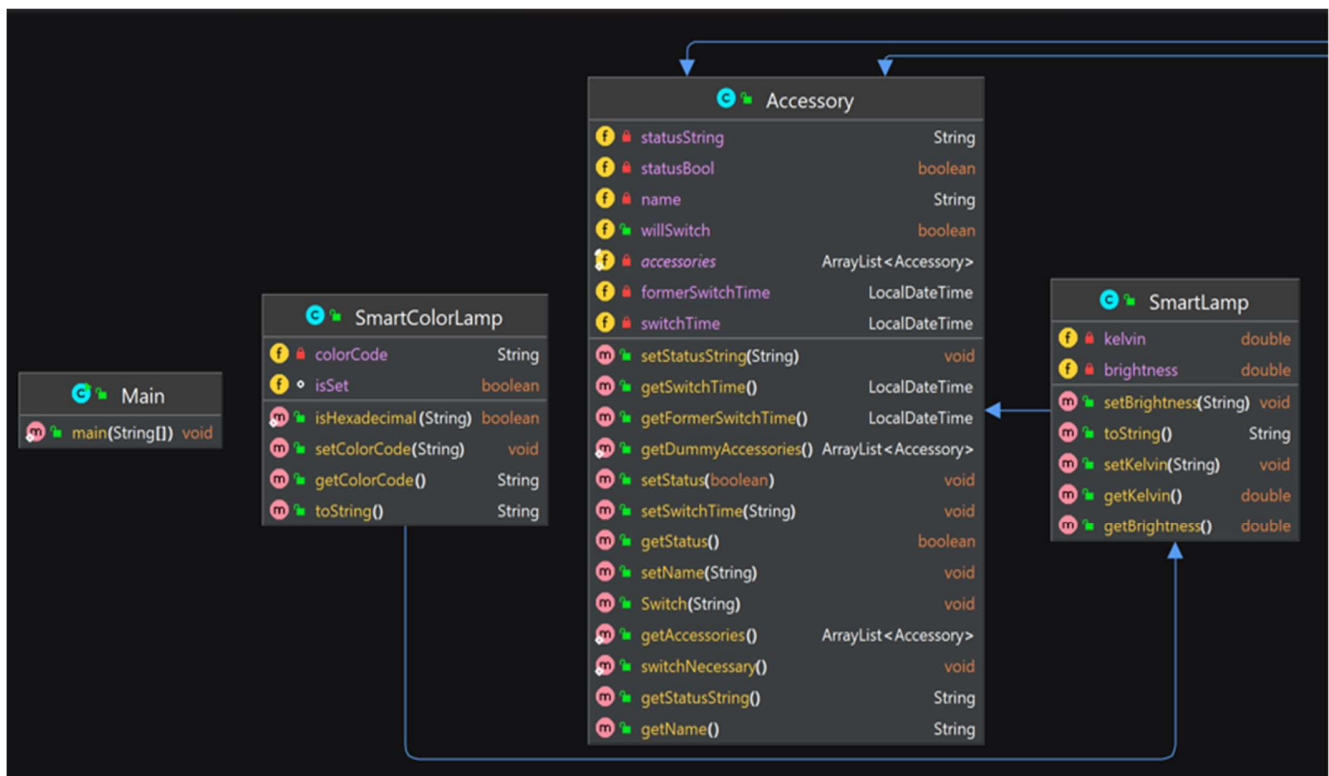 Main
main(String[]) void
SmartColorLamp
colorCode String
isSet boolean
isHexadecimal(String) boolean
setColorCode(String) void
getColorCode() String
toString() String
Accessory
statusString String
statusBool boolean
name String
willSwitch boolean
accessories ArrayList<Accessory>
formerSwitchTime LocalDateTime
switchTime LocalDateTime
setStatusString(String) void
getSwitchTime() LocalDateTime
getFormerSwitchTime() LocalDateTime
getDummyAccessories() ArrayList<Accessory>
setStatus(boolean) void
setSwitchTime(String) void
getStatus() boolean
setName(String) void
Switch(String) void
getAccessories() ArrayList<Accessory>
switchNecessary() void
getStatusString() String
getName() String
SmartLamp
kelvin double
brightness double
setBrightness(String) void
toString() String
setKelvin(String) void
getKelvin() double
getBrightness() double